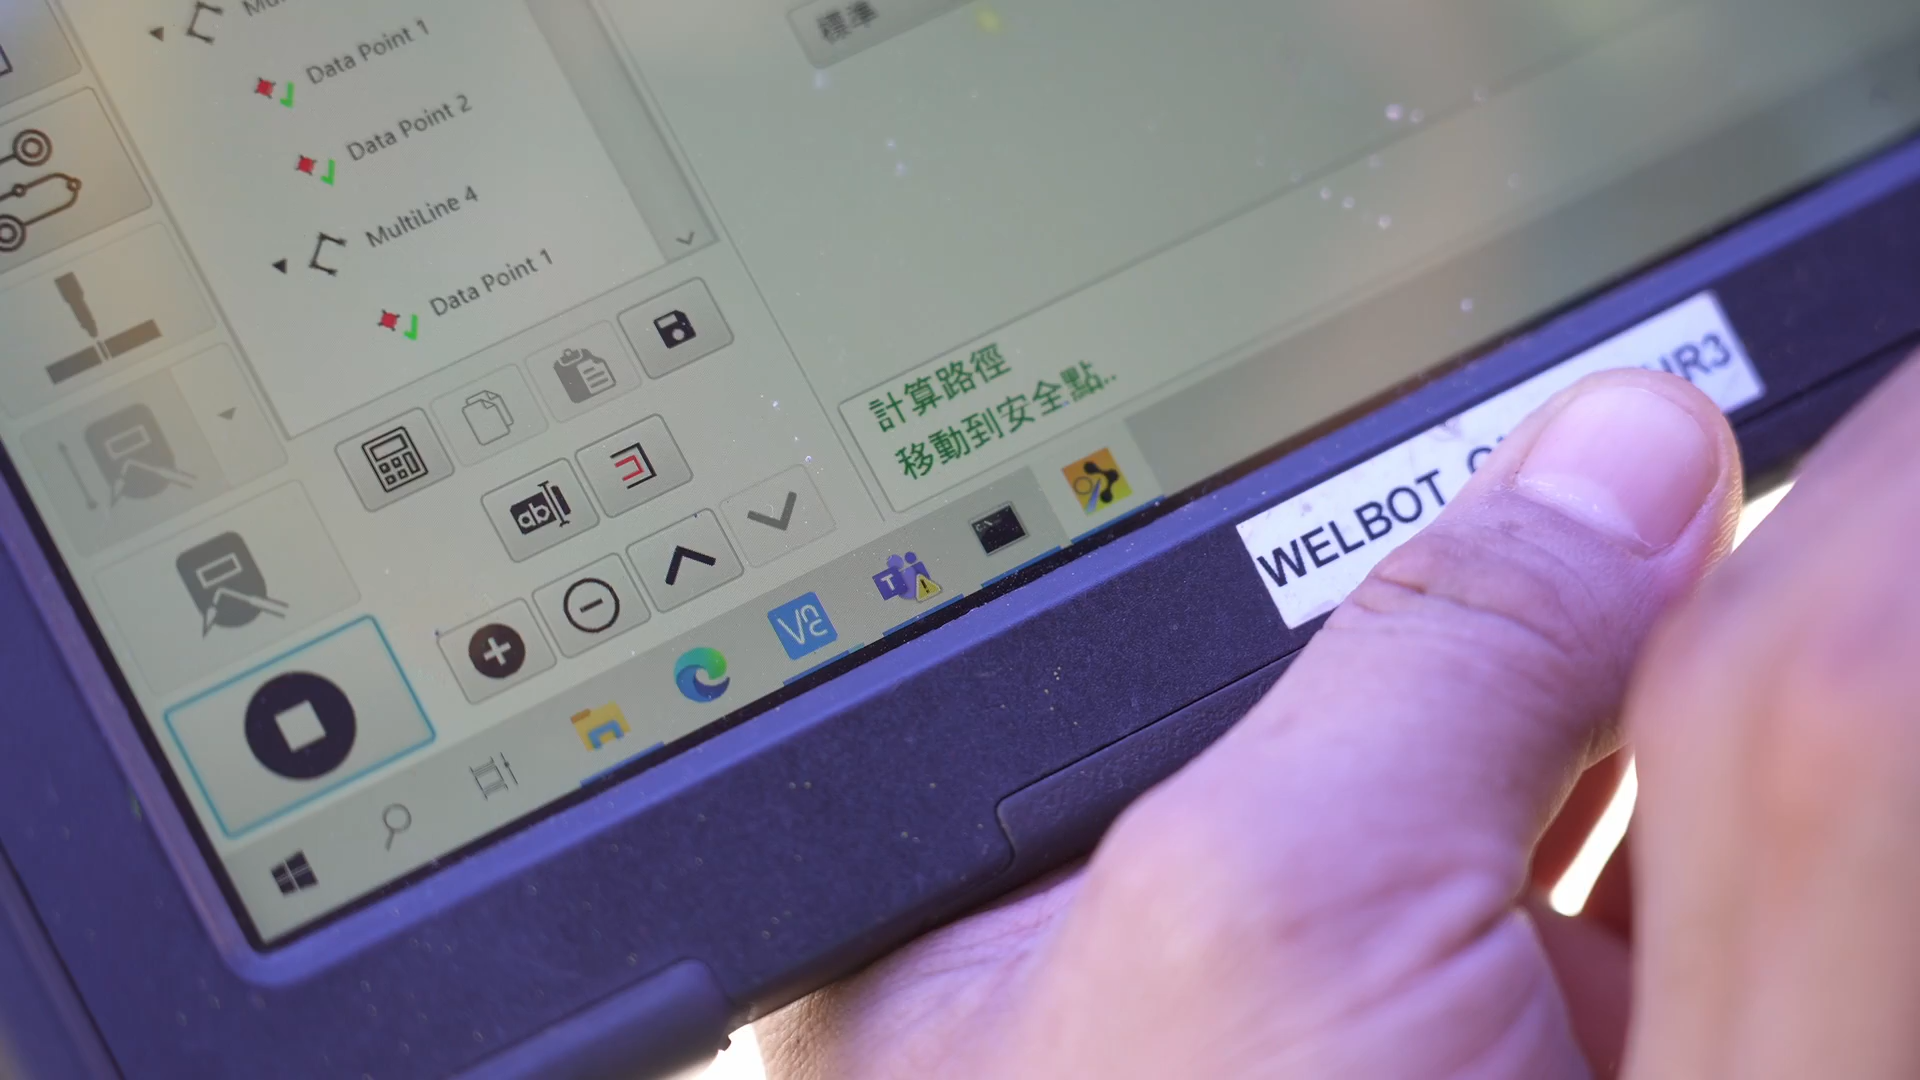 標準
Data Point 1
Data Point 2
MultiLine 4
Data Point 1
計算路徑
移動到安全點..
abI
WELBOT